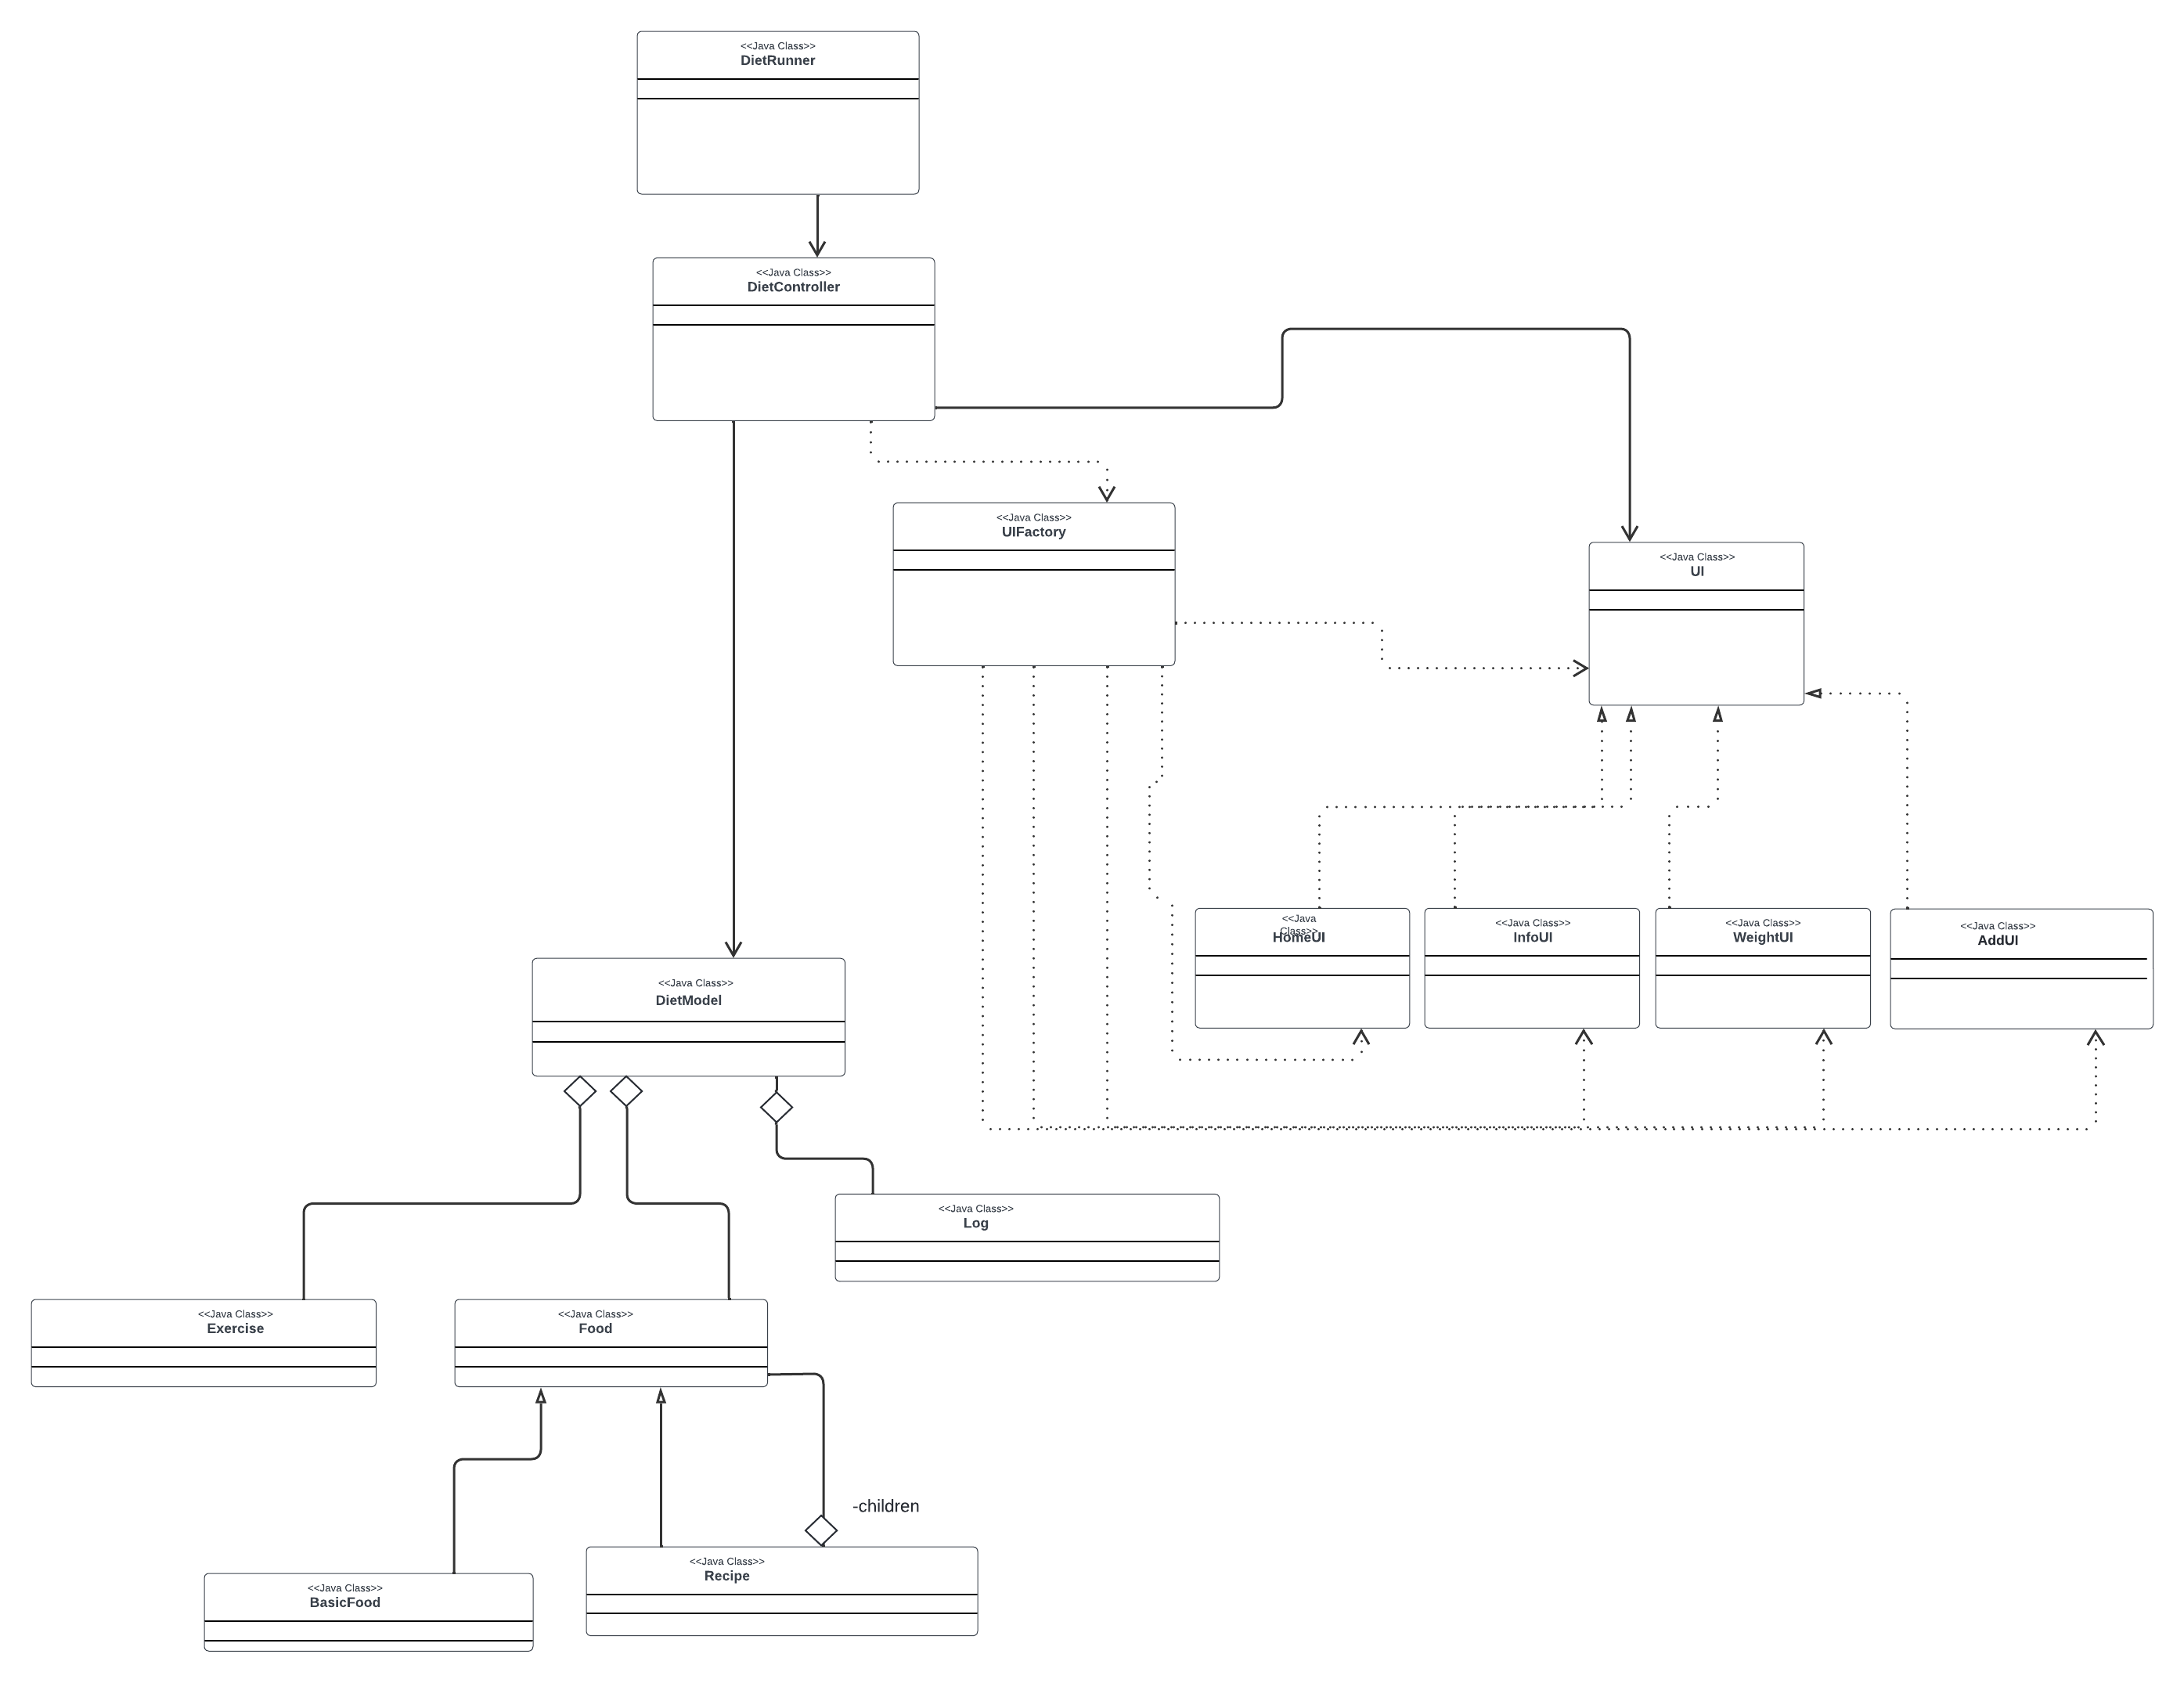 <<Java Class>>
DietRunner
<<Java Class>>
DietController
<<Java Class>>
UIFactory
<<Java Class>>
UI
<<Java
Class>>
HomeUI
<<Java Class>>
InfoUI
<<Java Class>>
WeightUI
<<Java Class>>
AddUI
<<Java Class>>
DietModel
<<Java Class>>
Log
<<Java Class>>
Exercise
<<Java Class>>
Food
-children
<<Java Class>>
Recipe
<<Java Class>>
BasicFood